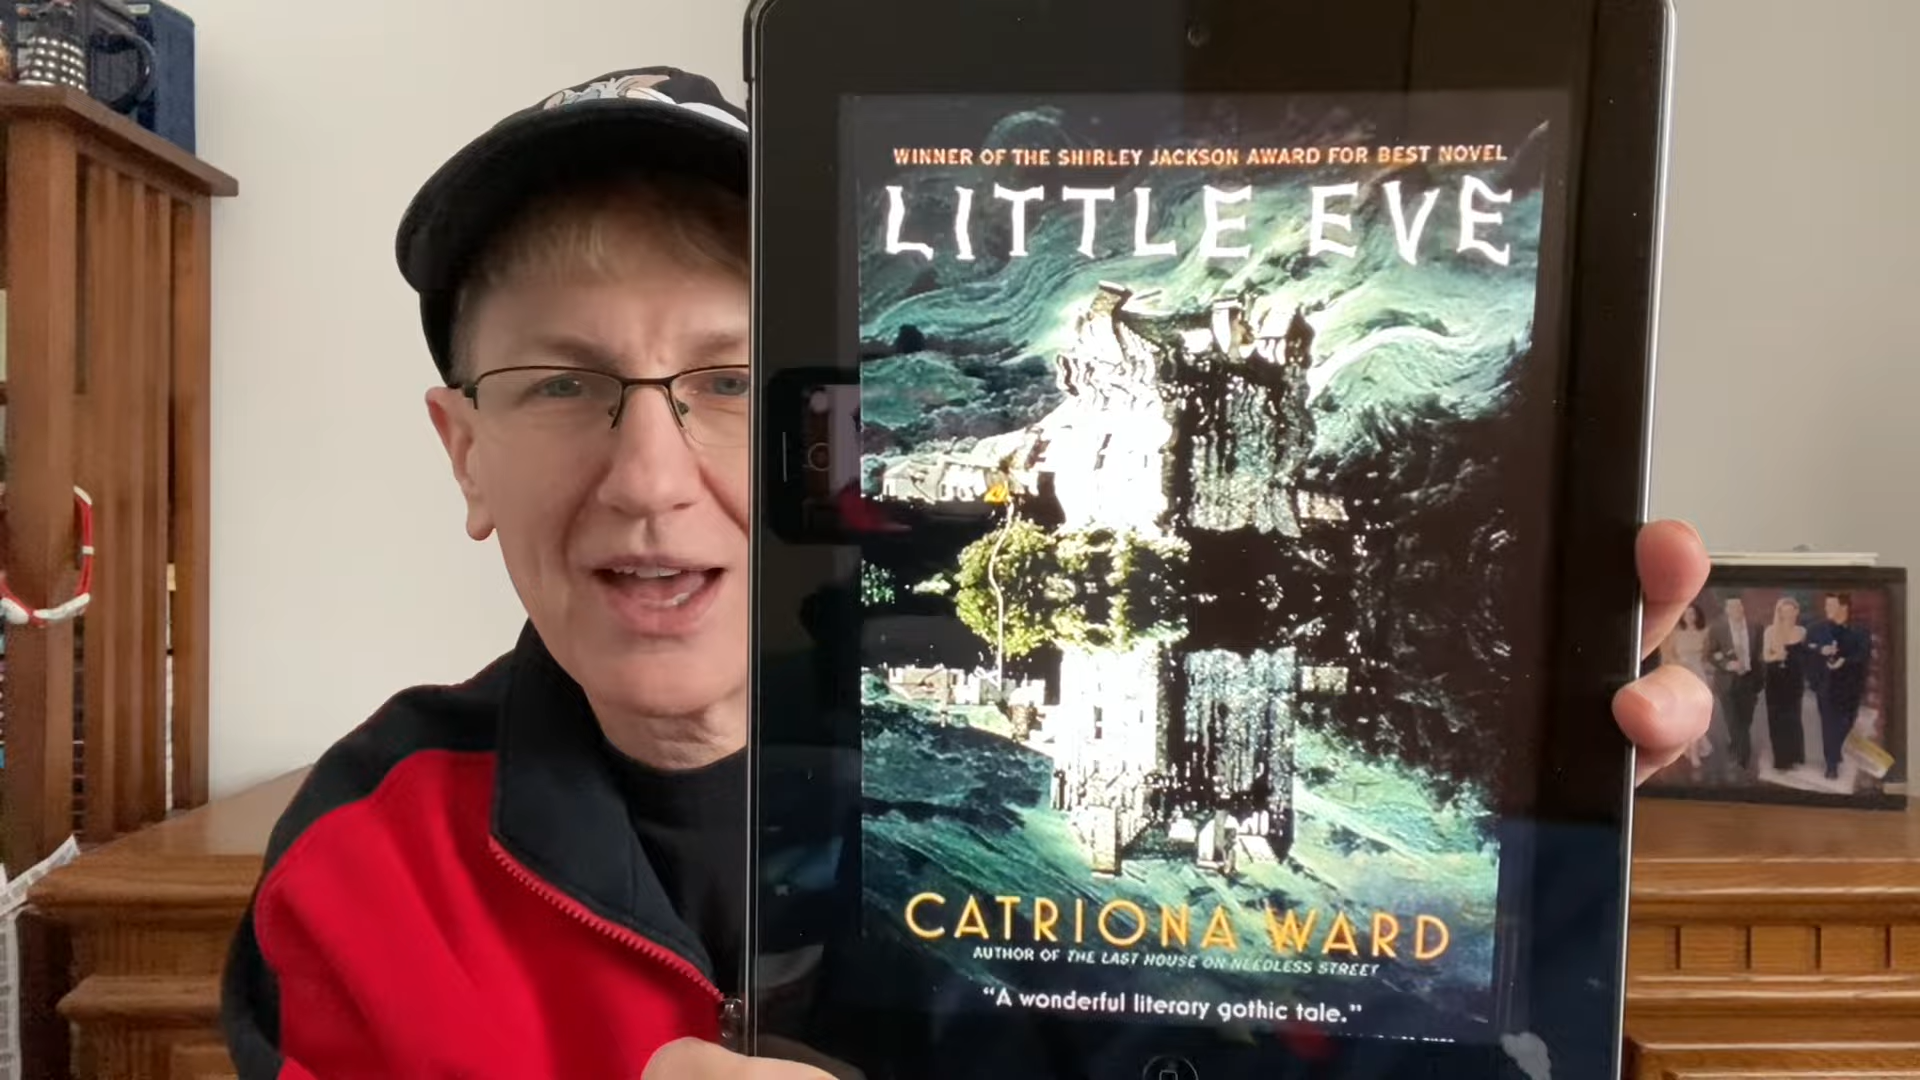 WINNER OF THE SHIRLEY JACKSON AWARD FOR BEST NOVEL
LITTLE EVE
CATRIONA WARD
AUTHOR OF THE LAST HOUSE ON NEEDLESS STREET
“A wonderful literary gothic tale.”